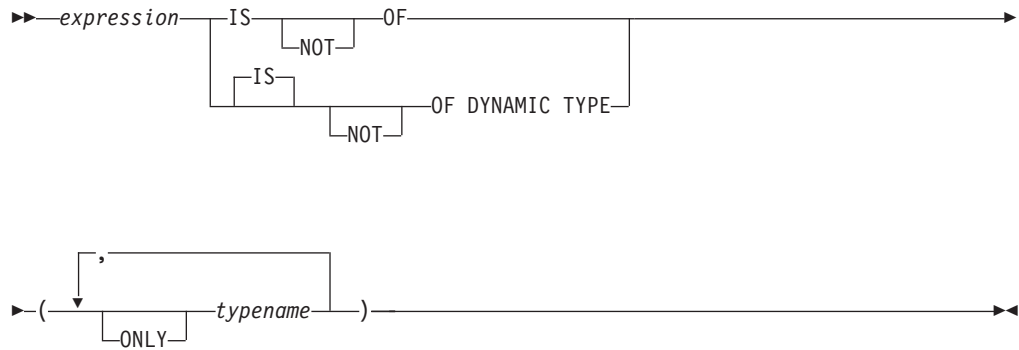 expression IS OF
NOT
IS
OF DYNAMIC TYPE
NOT
,
( typename )
ONLY